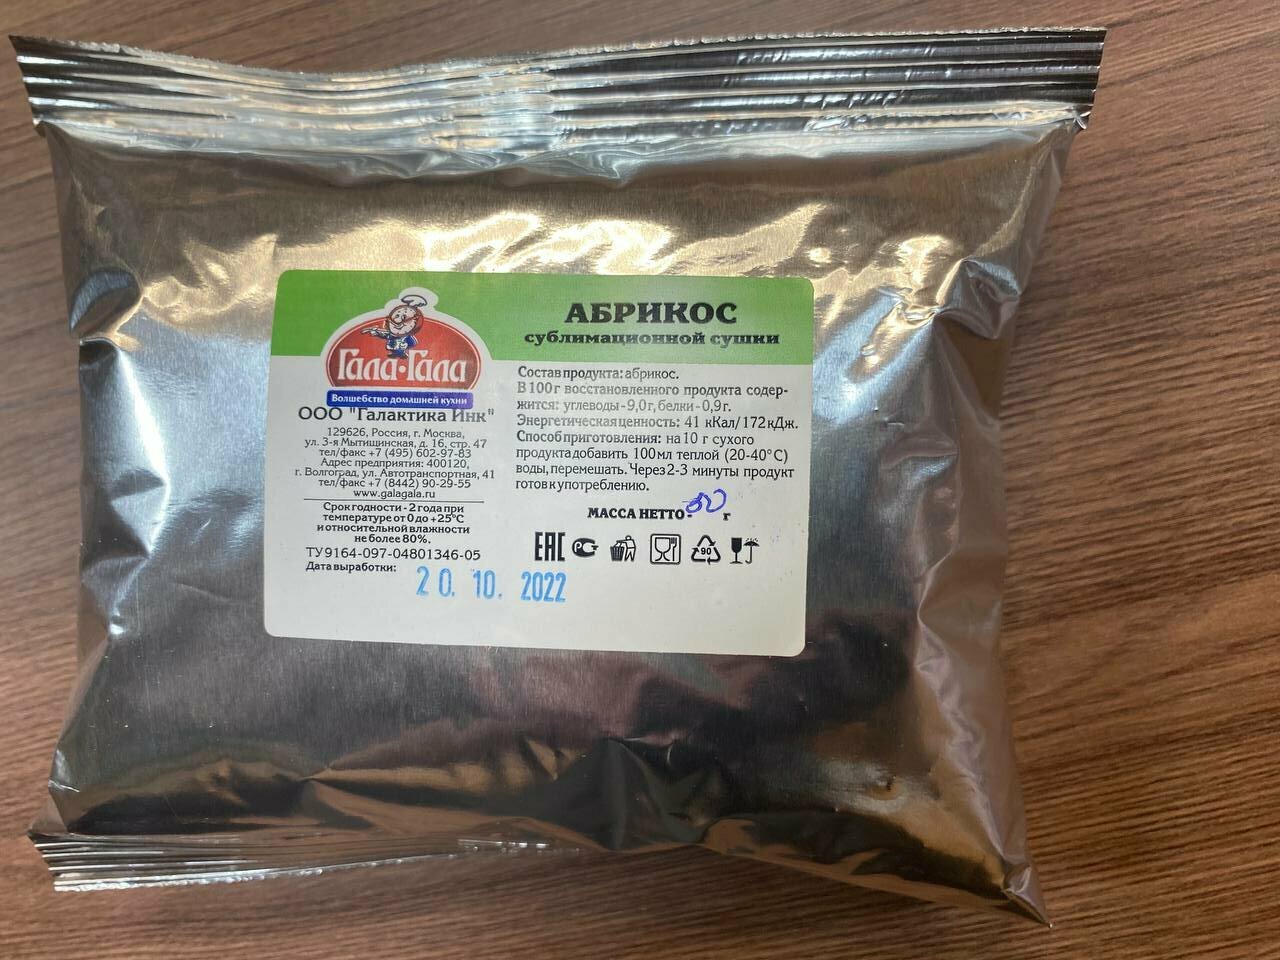 Гала·Гала
Волшебство домашней кухни
ООО "Галактика Инк"
129626, Россия, г. Москва,
ул. 3-я Мытищинская, д. 16, стр. 47
тел/факс +7 (495) 602-97-83
Адрес предприятия: 400120,
г. Волгоград, ул. Автотранспортная, 41
тел/факс +7 (8442) 90-29-55
www.galagala.ru
Срок годности - 2 года при
температуре от 0 до +25°С
и относительной влажности
не более 80%.
ТУ 9164-097-04801346-05
Дата выработки:
20. 10. 2022
АБРИКОС
сублимационной сушки
Состав продукта: абрикос.
В 100 г восстановленного продукта содер-
жится: углеводы - 9,0 г, белки - 0,9 г.
Энергетическая ценность: 41 кКал/172 кДж.
Способ приготовления: на 10 г сухого
продукта добавить 100 мл теплой (20-40°С)
воды, перемешать. Через 2-3 минуты продукт
готов к употреблению.
МАССА НЕТТО- г
ЕАС
90